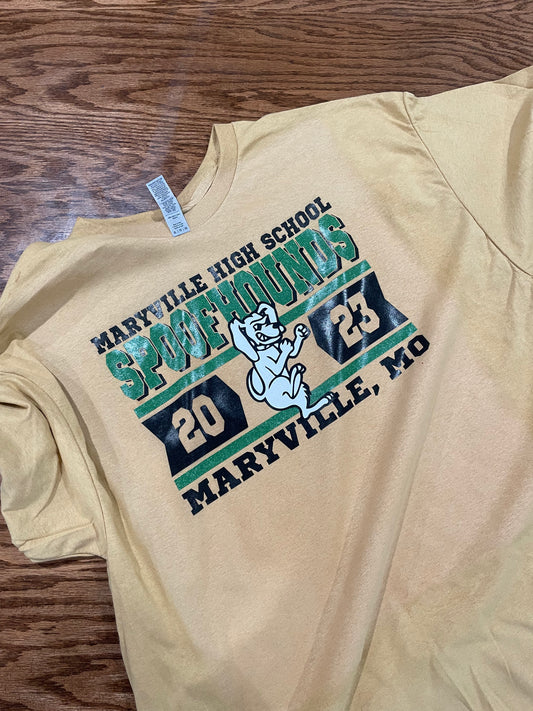 MARYVILLE HIGH SCHOOL
SPOOFHOUNDS
20 23
MARYVILLE, MO